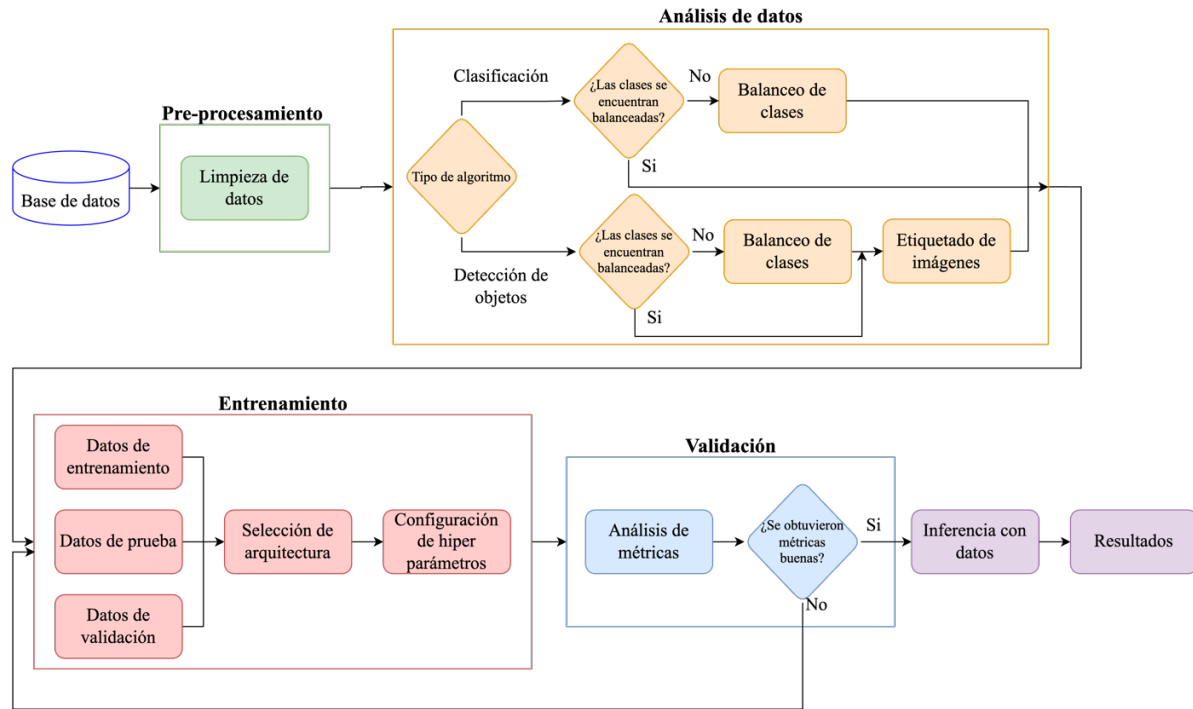 Análisis de datos
Clasificación
¿Las clases se
encuentran
balanceadas?
No
Balanceo de
clases
Si
Pre-procesamiento
Base de datos
Limpieza de
datos
Tipo de algoritmo
Detección de
objetos
¿Las clases se
encuentran
balanceadas?
No
Balanceo de
clases
Etiquetado de
imágenes
Si
Entrenamiento
Datos de
entrenamiento
Datos de prueba
Datos de
validación
Selección de
arquitectura
Configuración
de hiper
parámetros
Validación
Análisis de
métricas
¿Se obtuvieron
métricas
buenas?
Si
No
Inferencia con
datos
Resultados